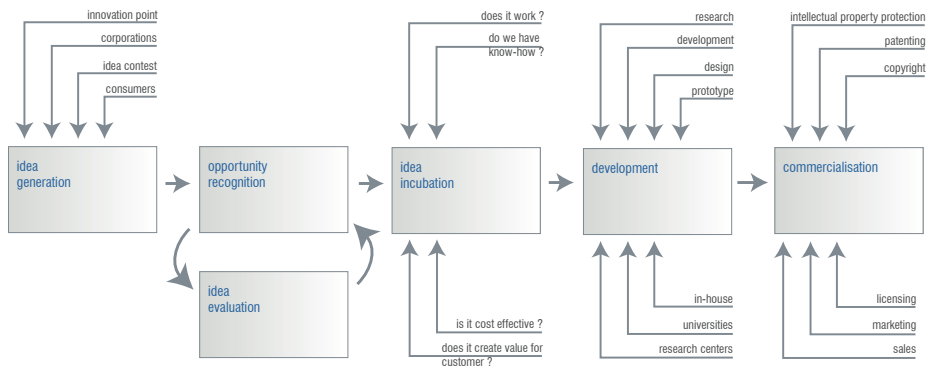 innovation point
corporations
idea contest
consumers
does it work ?
do we have
know-how ?
research
development
design
prototype
intellectual property protection
patenting
copyright
idea
generation
opportunity
recognition
idea
incubation
development
commercialisation
idea
evaluation
is it cost effective ?
does it create value for
customer ?
in-house
universities
research centers
licensing
marketing
sales